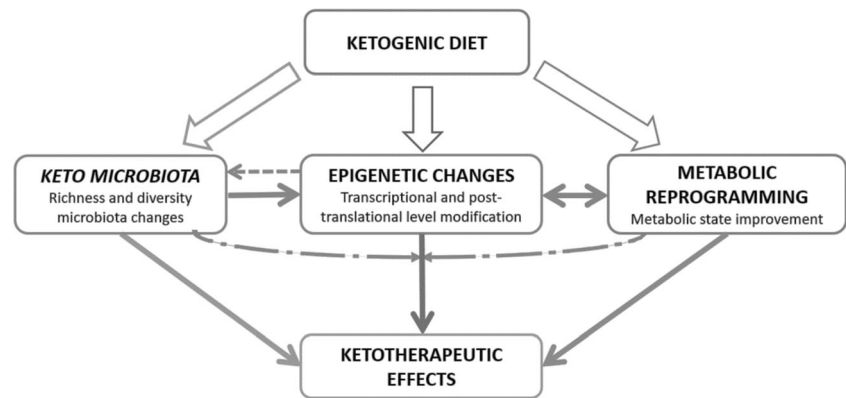 KETOGENIC DIET
KETO MICROBIOTA
Richness and diversity
microbiota changes
EPIGENETIC CHANGES
Transcriptional and post-
translational level modification
METABOLIC
REPROGRAMMING
Metabolic state improvement
KETOTHERAPEUTIC
EFFECTS